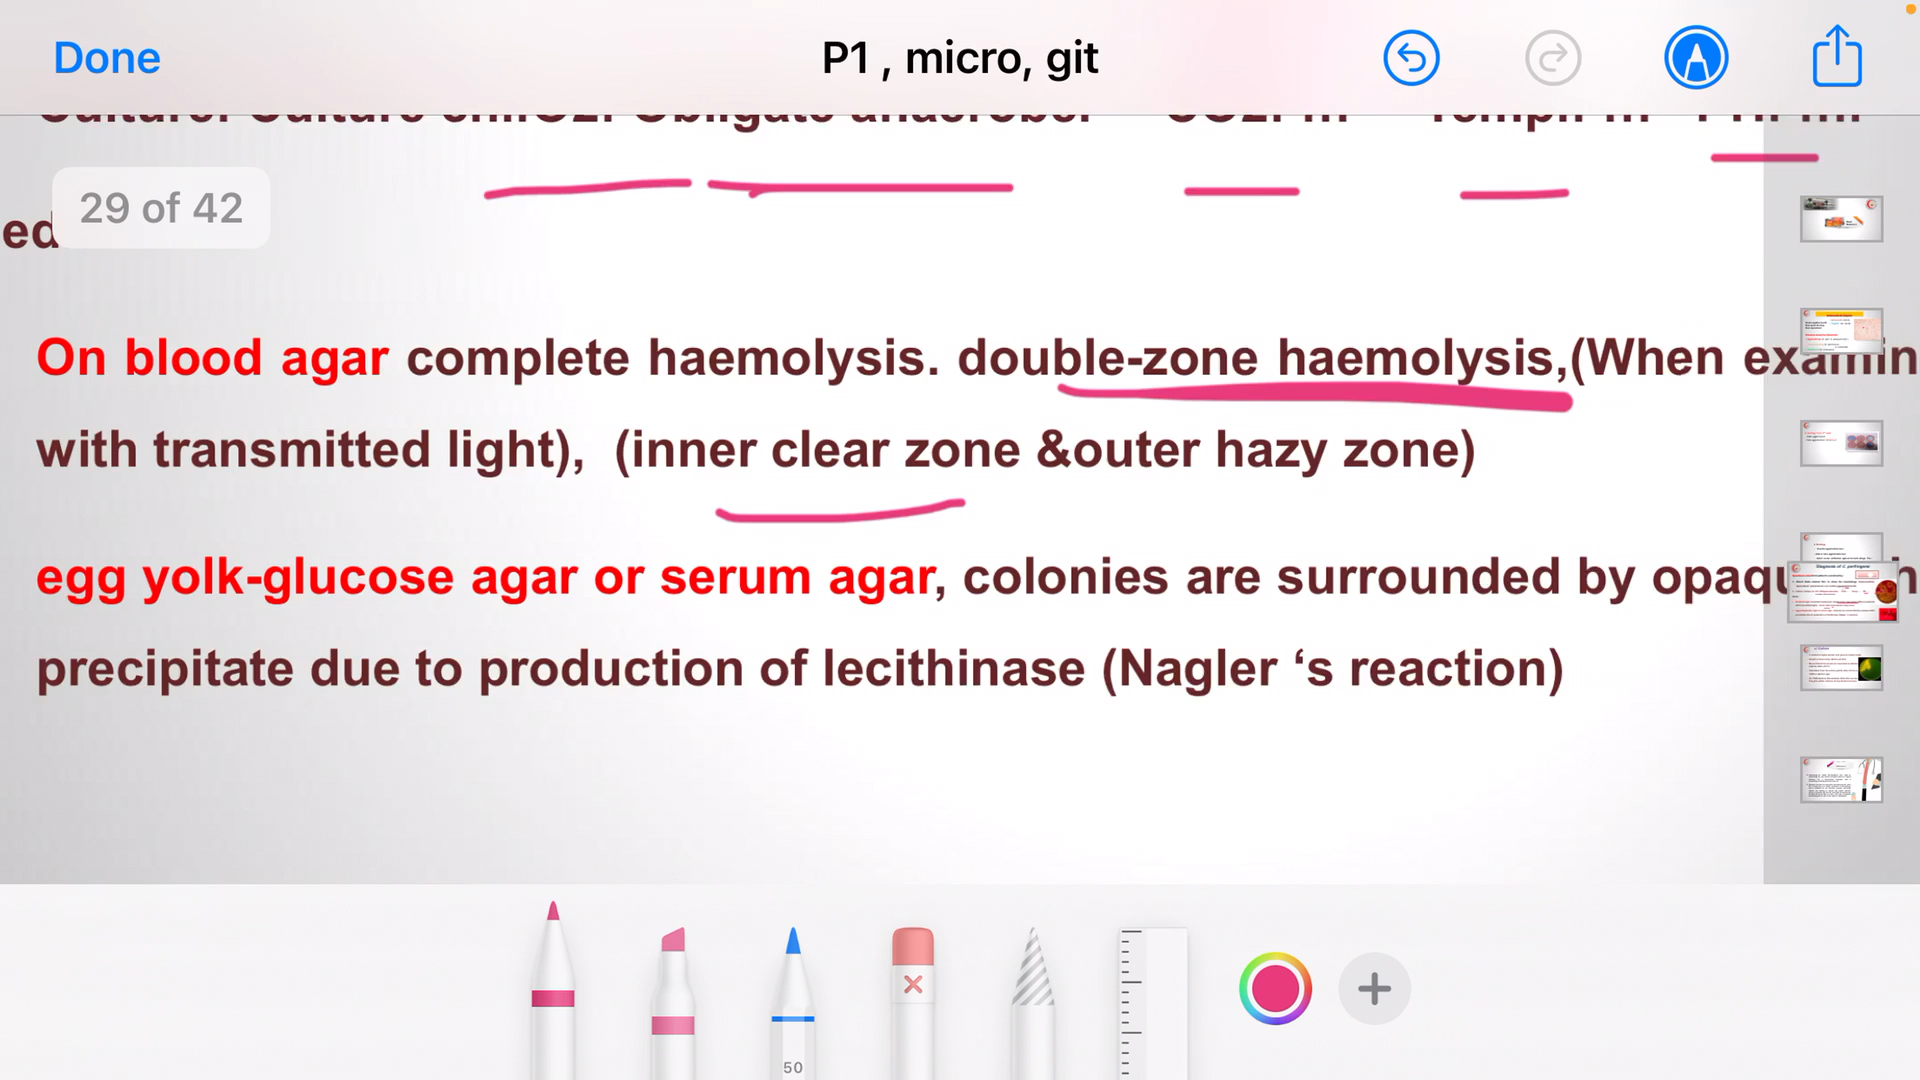 Done
P1 , micro, git
29 of 42
ed
On blood agar complete haemolysis. double-zone haemolysis,(When examin
with transmitted light), (inner clear zone &outer hazy zone)
egg yolk-glucose agar or serum agar, colonies are surrounded by
precipitate due to production of lecithinase (Nagler ‘s reaction)
50